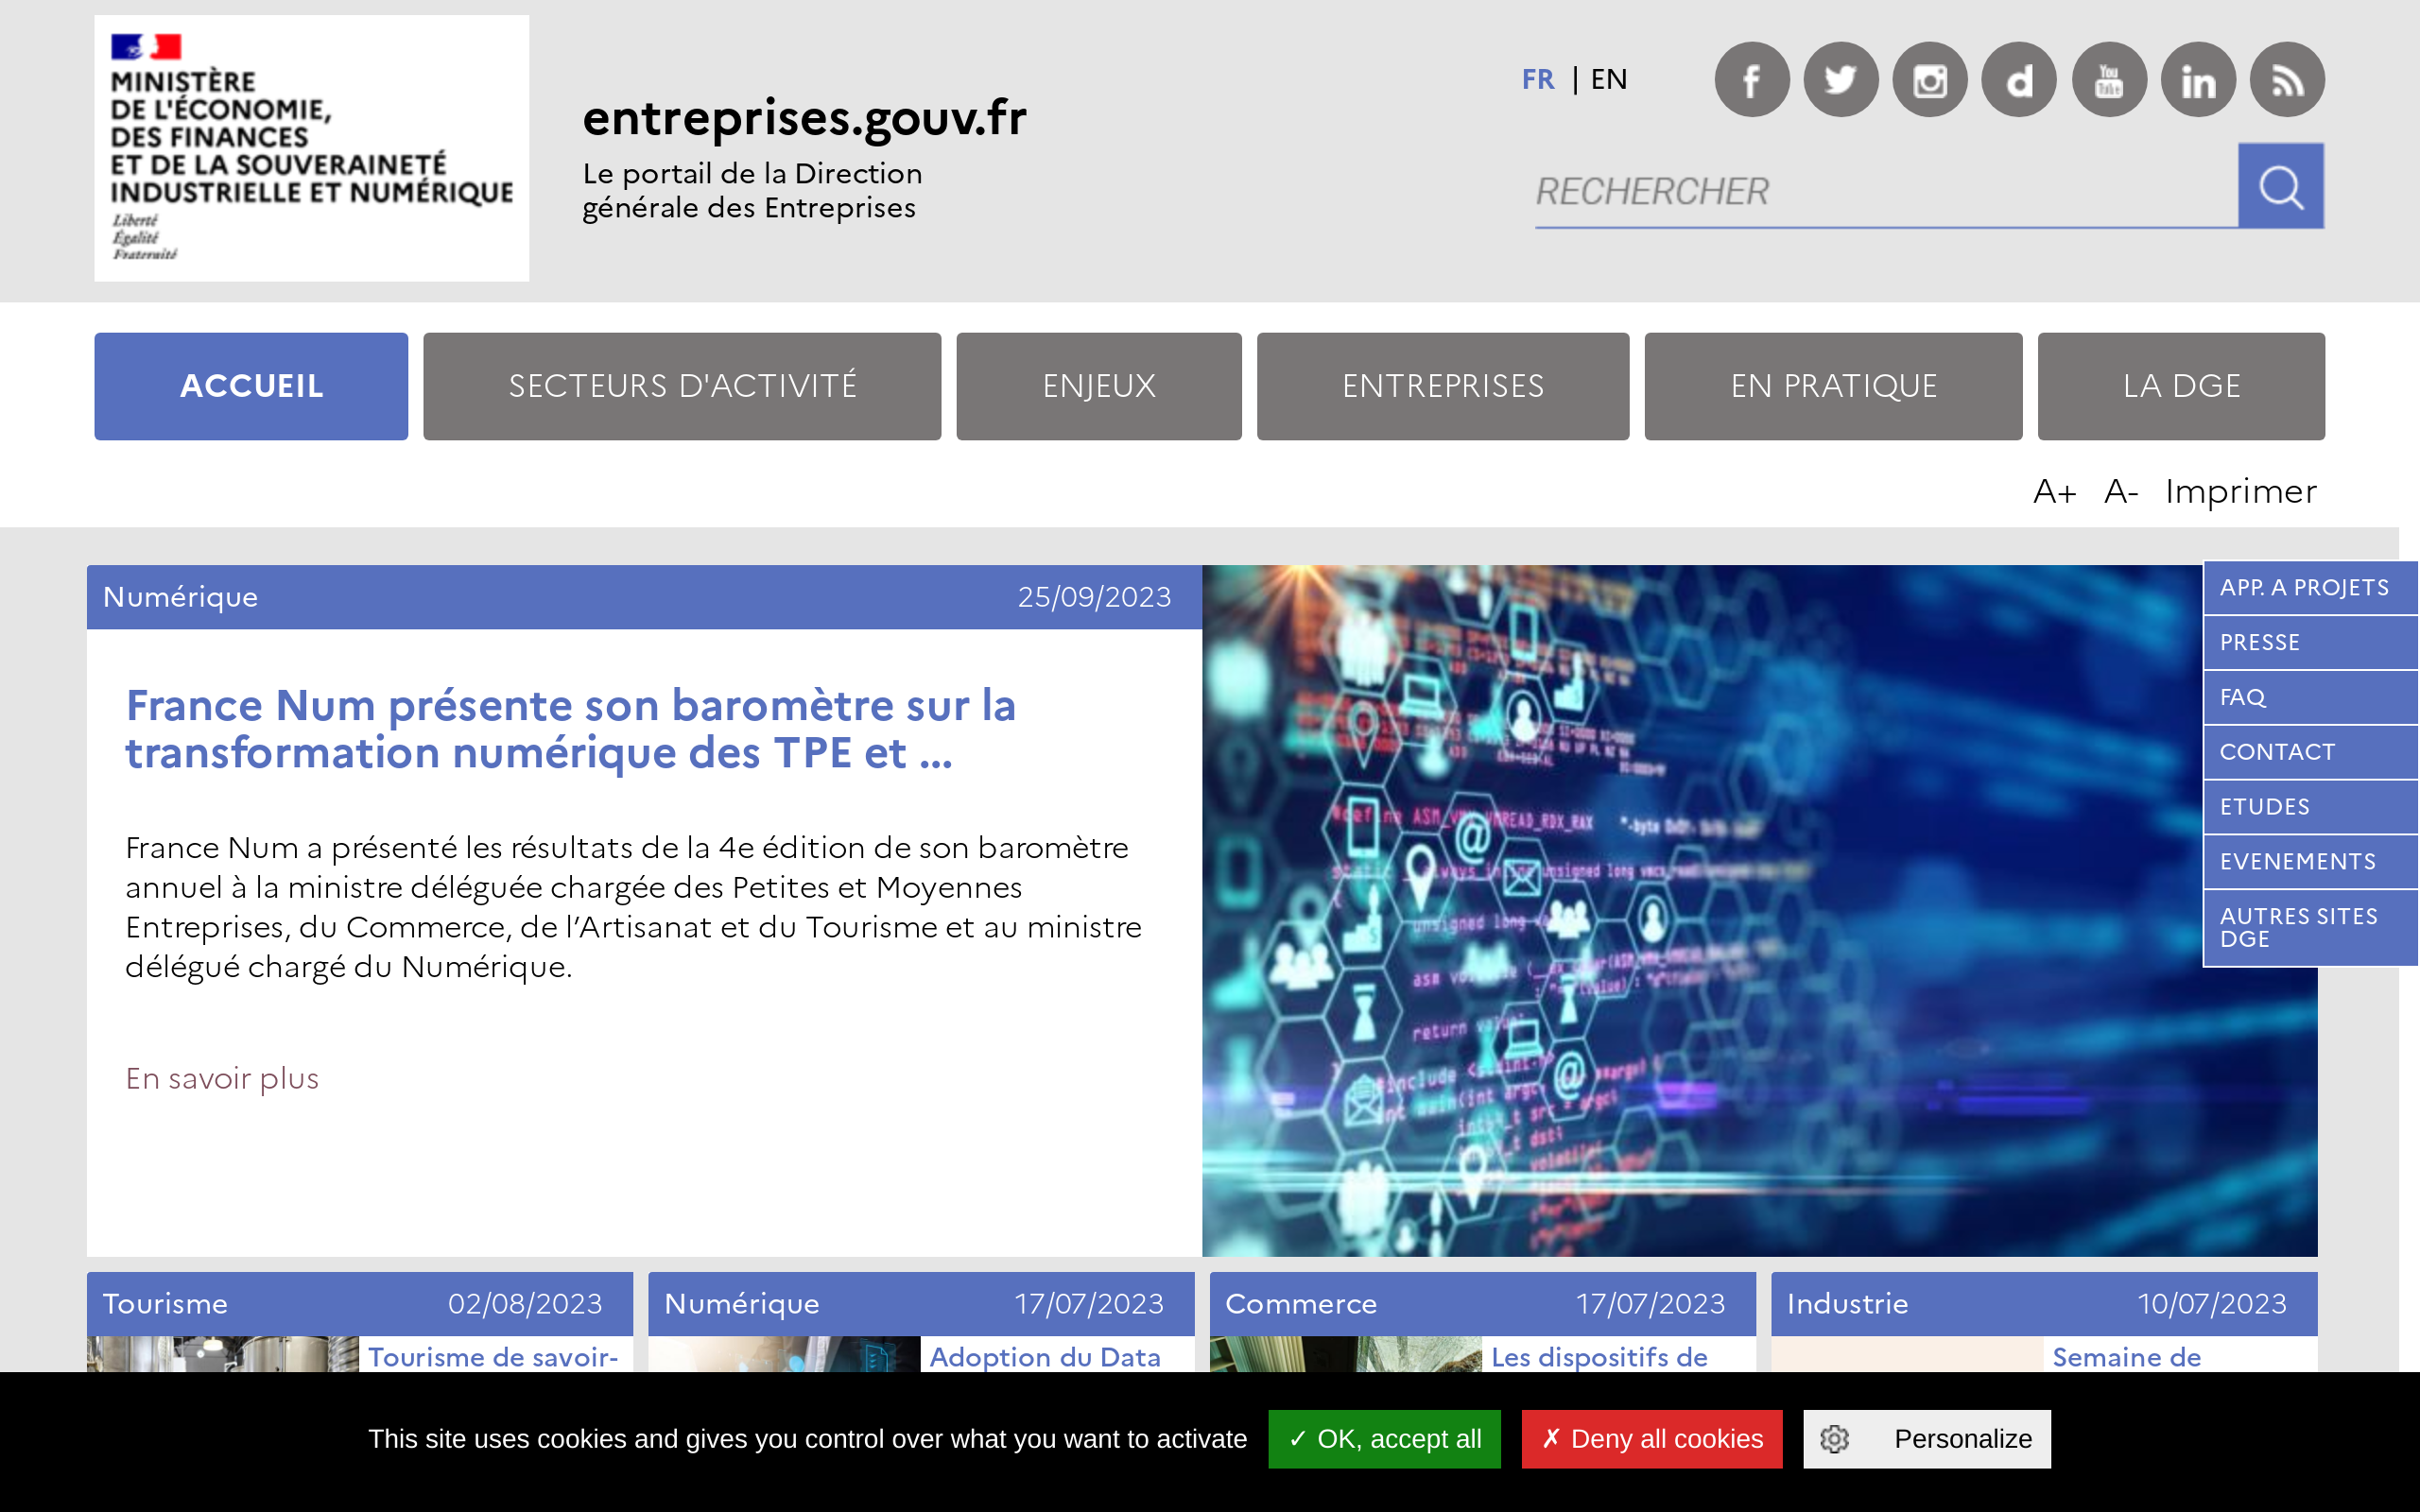 MINISTÈRE
DE L'ÉCONOMIE,
DES FINANCES
ET DE LA SOUVERAINETÉ
INDUSTRIELLE ET NUMÉRIQUE
Liberté
Égalité
Fraternité
entreprises.gouv.fr
Le portail de la Direction
générale des Entreprises
FR | EN
RECHERCHER
ACCUEIL
SECTEURS D'ACTIVITÉ
ENJEUX
ENTREPRISES
EN PRATIQUE
LA DGE
A+ A- Imprimer
Numérique 25/09/2023
France Num présente son baromètre sur la
transformation numérique des TPE et ...
France Num a présenté les résultats de la 4e édition de son baromètre
annuel à la ministre déléguée chargée des Petites et Moyennes
Entreprises, du Commerce, de l’Artisanat et du Tourisme et au ministre
délégué chargé du Numérique.
En savoir plus
APP. A PROJETS
PRESSE
FAQ
CONTACT
ETUDES
EVENEMENTS
AUTRES SITES
DGE
Tourisme 02/08/2023
Tourisme de savoir-
Numérique 17/07/2023
Adoption du Data
Commerce 17/07/2023
Les dispositifs de
Industrie 10/07/2023
Semaine de
This site uses cookies and gives you control over what you want to activate
✓ OK, accept all
✗ Deny all cookies
Personalize